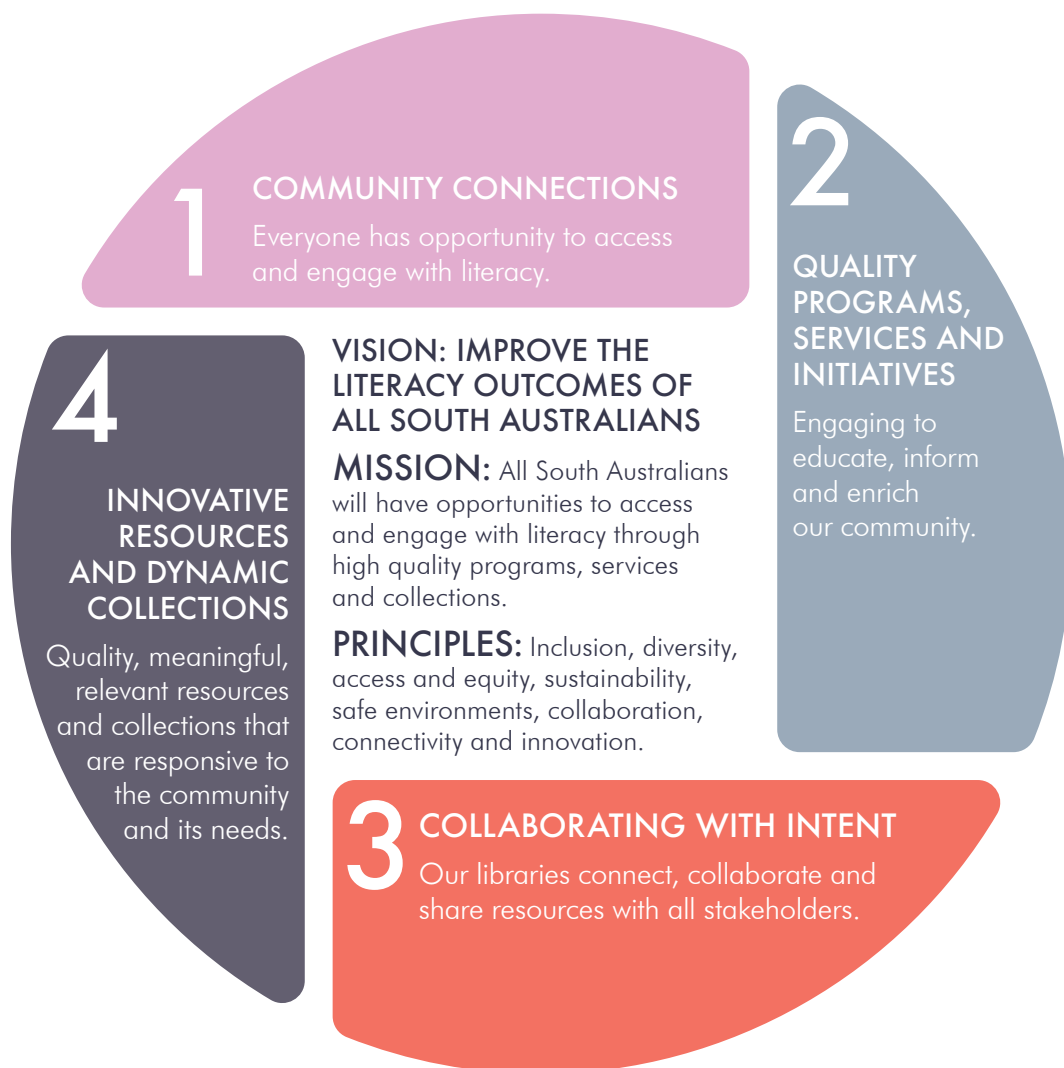 1
COMMUNITY CONNECTIONS
Everyone has opportunity to access
and engage with literacy.
2
QUALITY
PROGRAMS,
SERVICES AND
INITIATIVES
Engaging to
educate, inform
and enrich
our community.
3
COLLABORATING WITH INTENT
Our libraries connect, collaborate and
share resources with all stakeholders.
4
INNOVATIVE
RESOURCES
AND DYNAMIC
COLLECTIONS
Quality, meaningful,
relevant resources
and collections that
are responsive to
the community
and its needs.
VISION: IMPROVE THE
LITERACY OUTCOMES OF
ALL SOUTH AUSTRALIANS
MISSION: All South Australians
will have opportunities to access
and engage with literacy through
high quality programs, services
and collections.
PRINCIPLES: Inclusion, diversity,
access and equity, sustainability,
safe environments, collaboration,
connectivity and innovation.